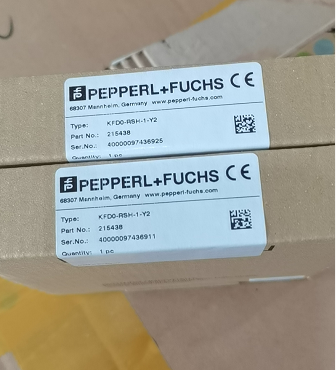 PEPPERL+FUCHS CE
68307 Mannheim, Germany www.pepperl-fuchs.com
Type: KFD0-RSH-1-Y2
Part No.: 215438
Ser.No.: 40000097436925
Quantity: 1 pc
PEPPERL+FUCHS CE
68307 Mannheim, Germany www.pepperl-fuchs.com
Type: KFD0-RSH-1-Y2
Part No.: 215438
Ser.No.: 40000097436911
Quantity: 1 pc